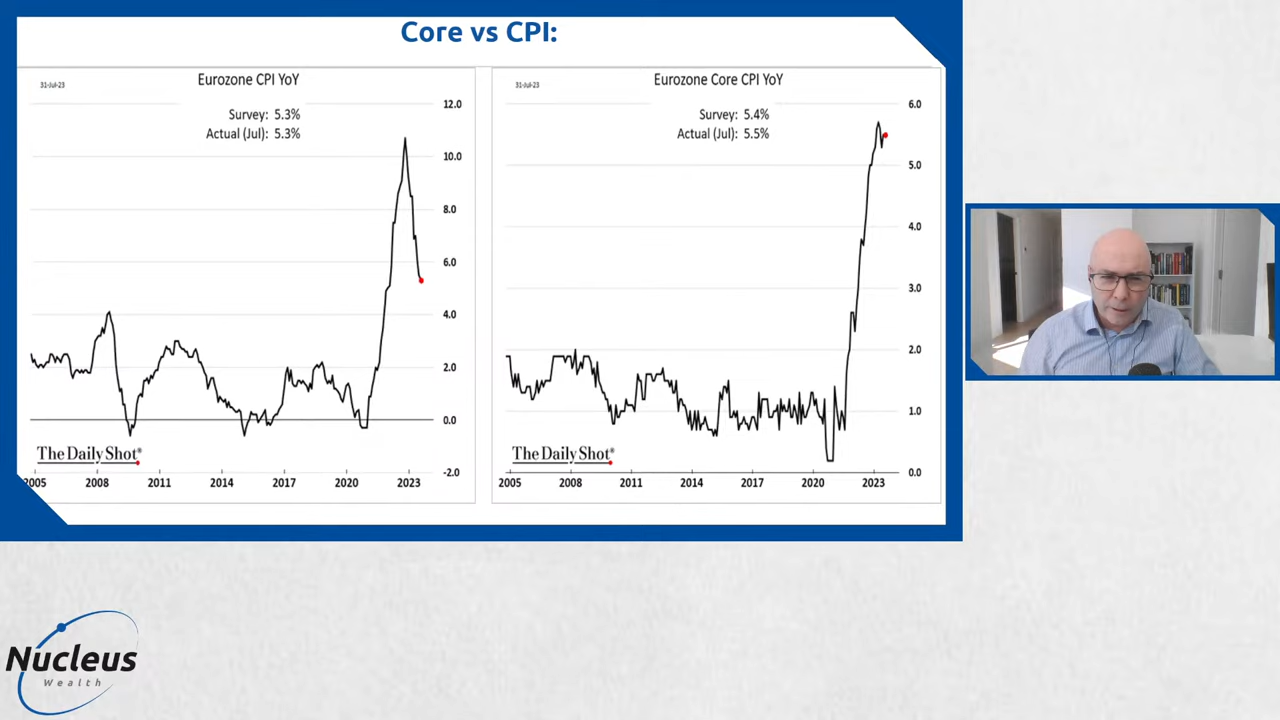 Core vs CPI:
31-Jul-23
Eurozone CPI YoY
Survey: 5.3%
Actual (Jul): 5.3%
12.0
10.0
8.0
6.0
4.0
2.0
0.0
-2.0
The Daily Shot®
2005 2008 2011 2014 2017 2020 2023
31-Jul-23
Eurozone Core CPI YoY
Survey: 5.4%
Actual (Jul): 5.5%
6.0
5.0
4.0
3.0
2.0
1.0
0.0
The Daily Shot®
2005 2008 2011 2014 2017 2020 2023
Nucleus
Wealth